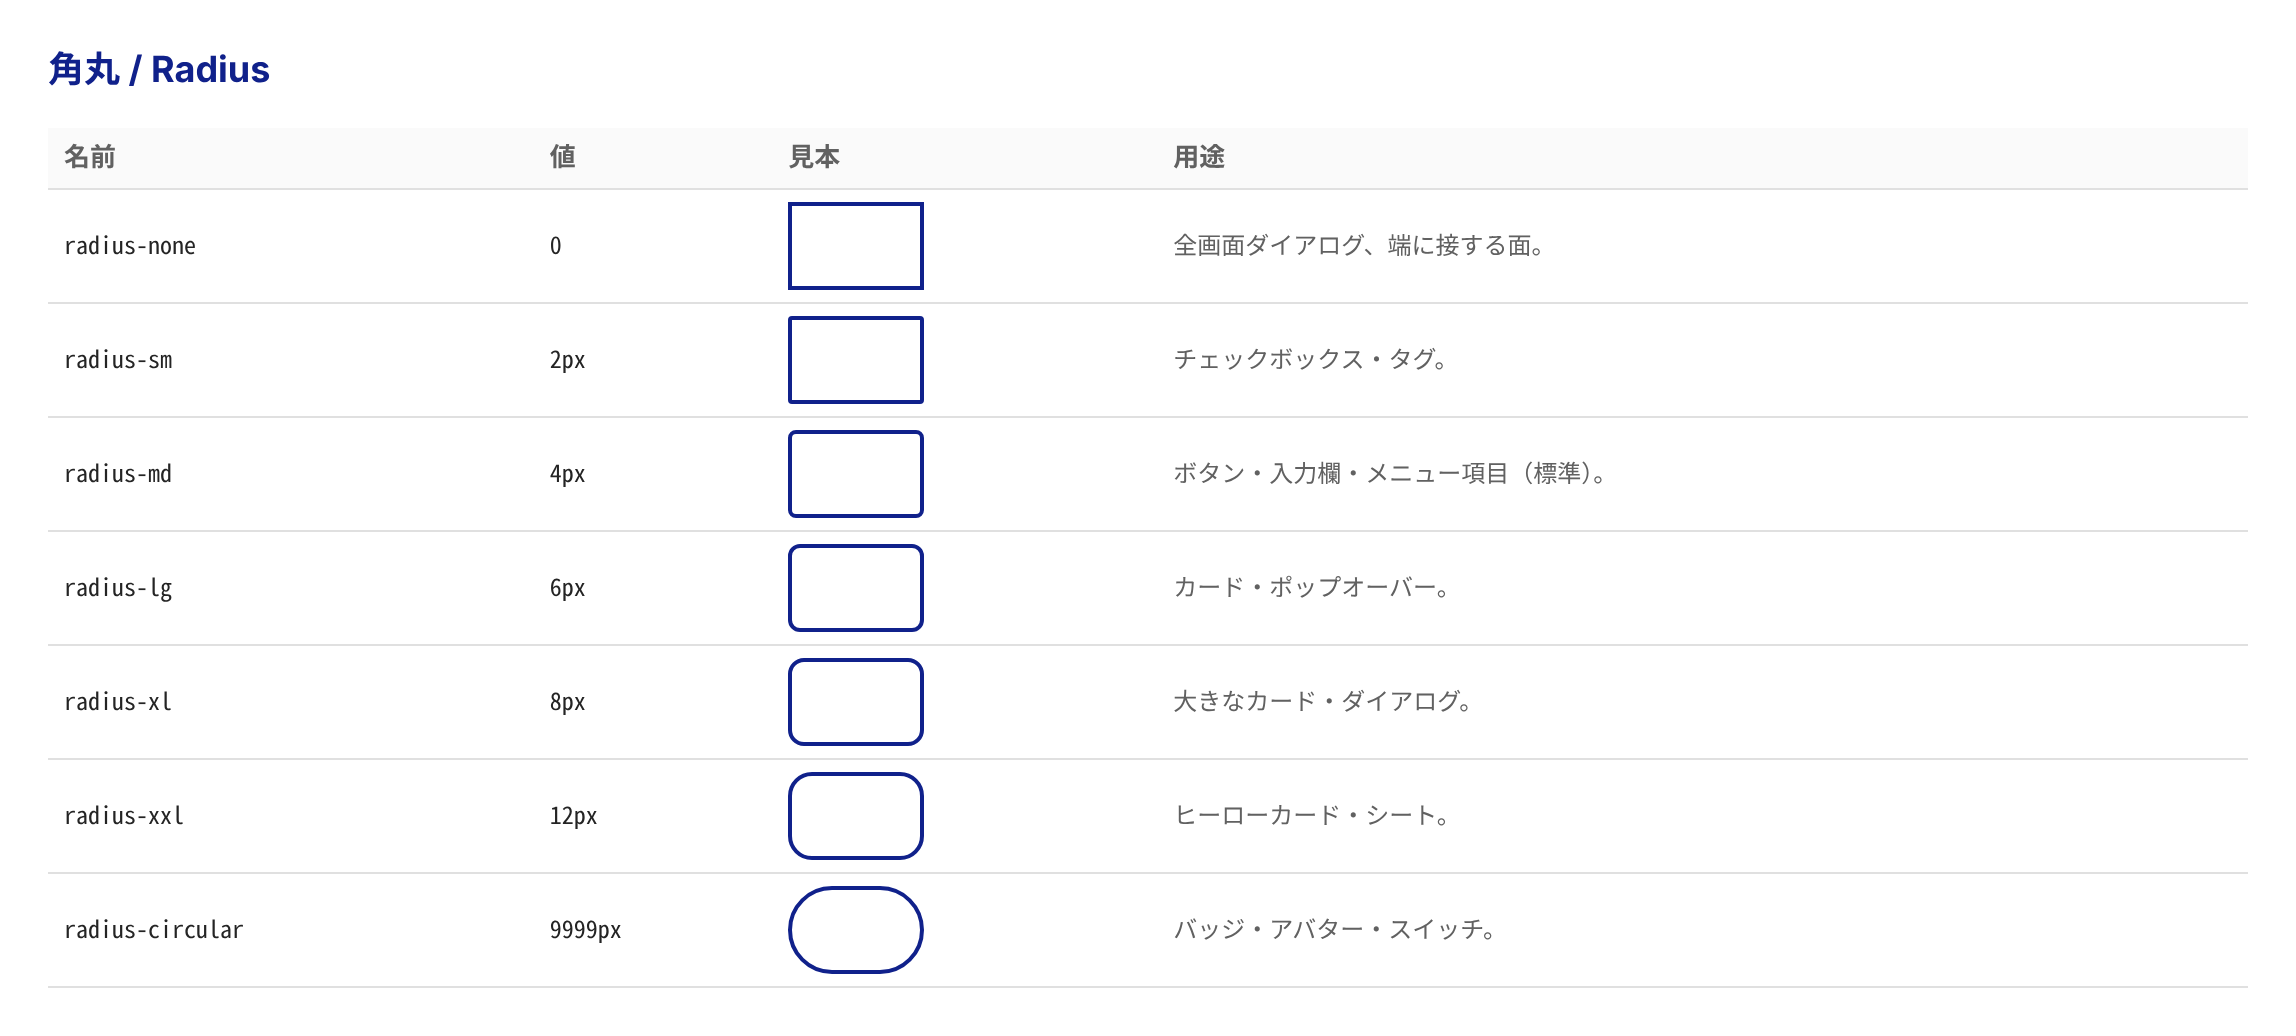 角丸 / Radius
名前 値 見本 用途
radius-none 0 全画面ダイアログ、端に接する面。
radius-sm 2px チェックボックス・タグ。
radius-md 4px ボタン・入力欄・メニュー項目（標準）。
radius-lg 6px カード・ポップオーバー。
radius-xl 8px 大きなカード・ダイアログ。
radius-xxl 12px ヒーローカード・シート。
radius-circular 9999px バッジ・アバター・スイッチ。